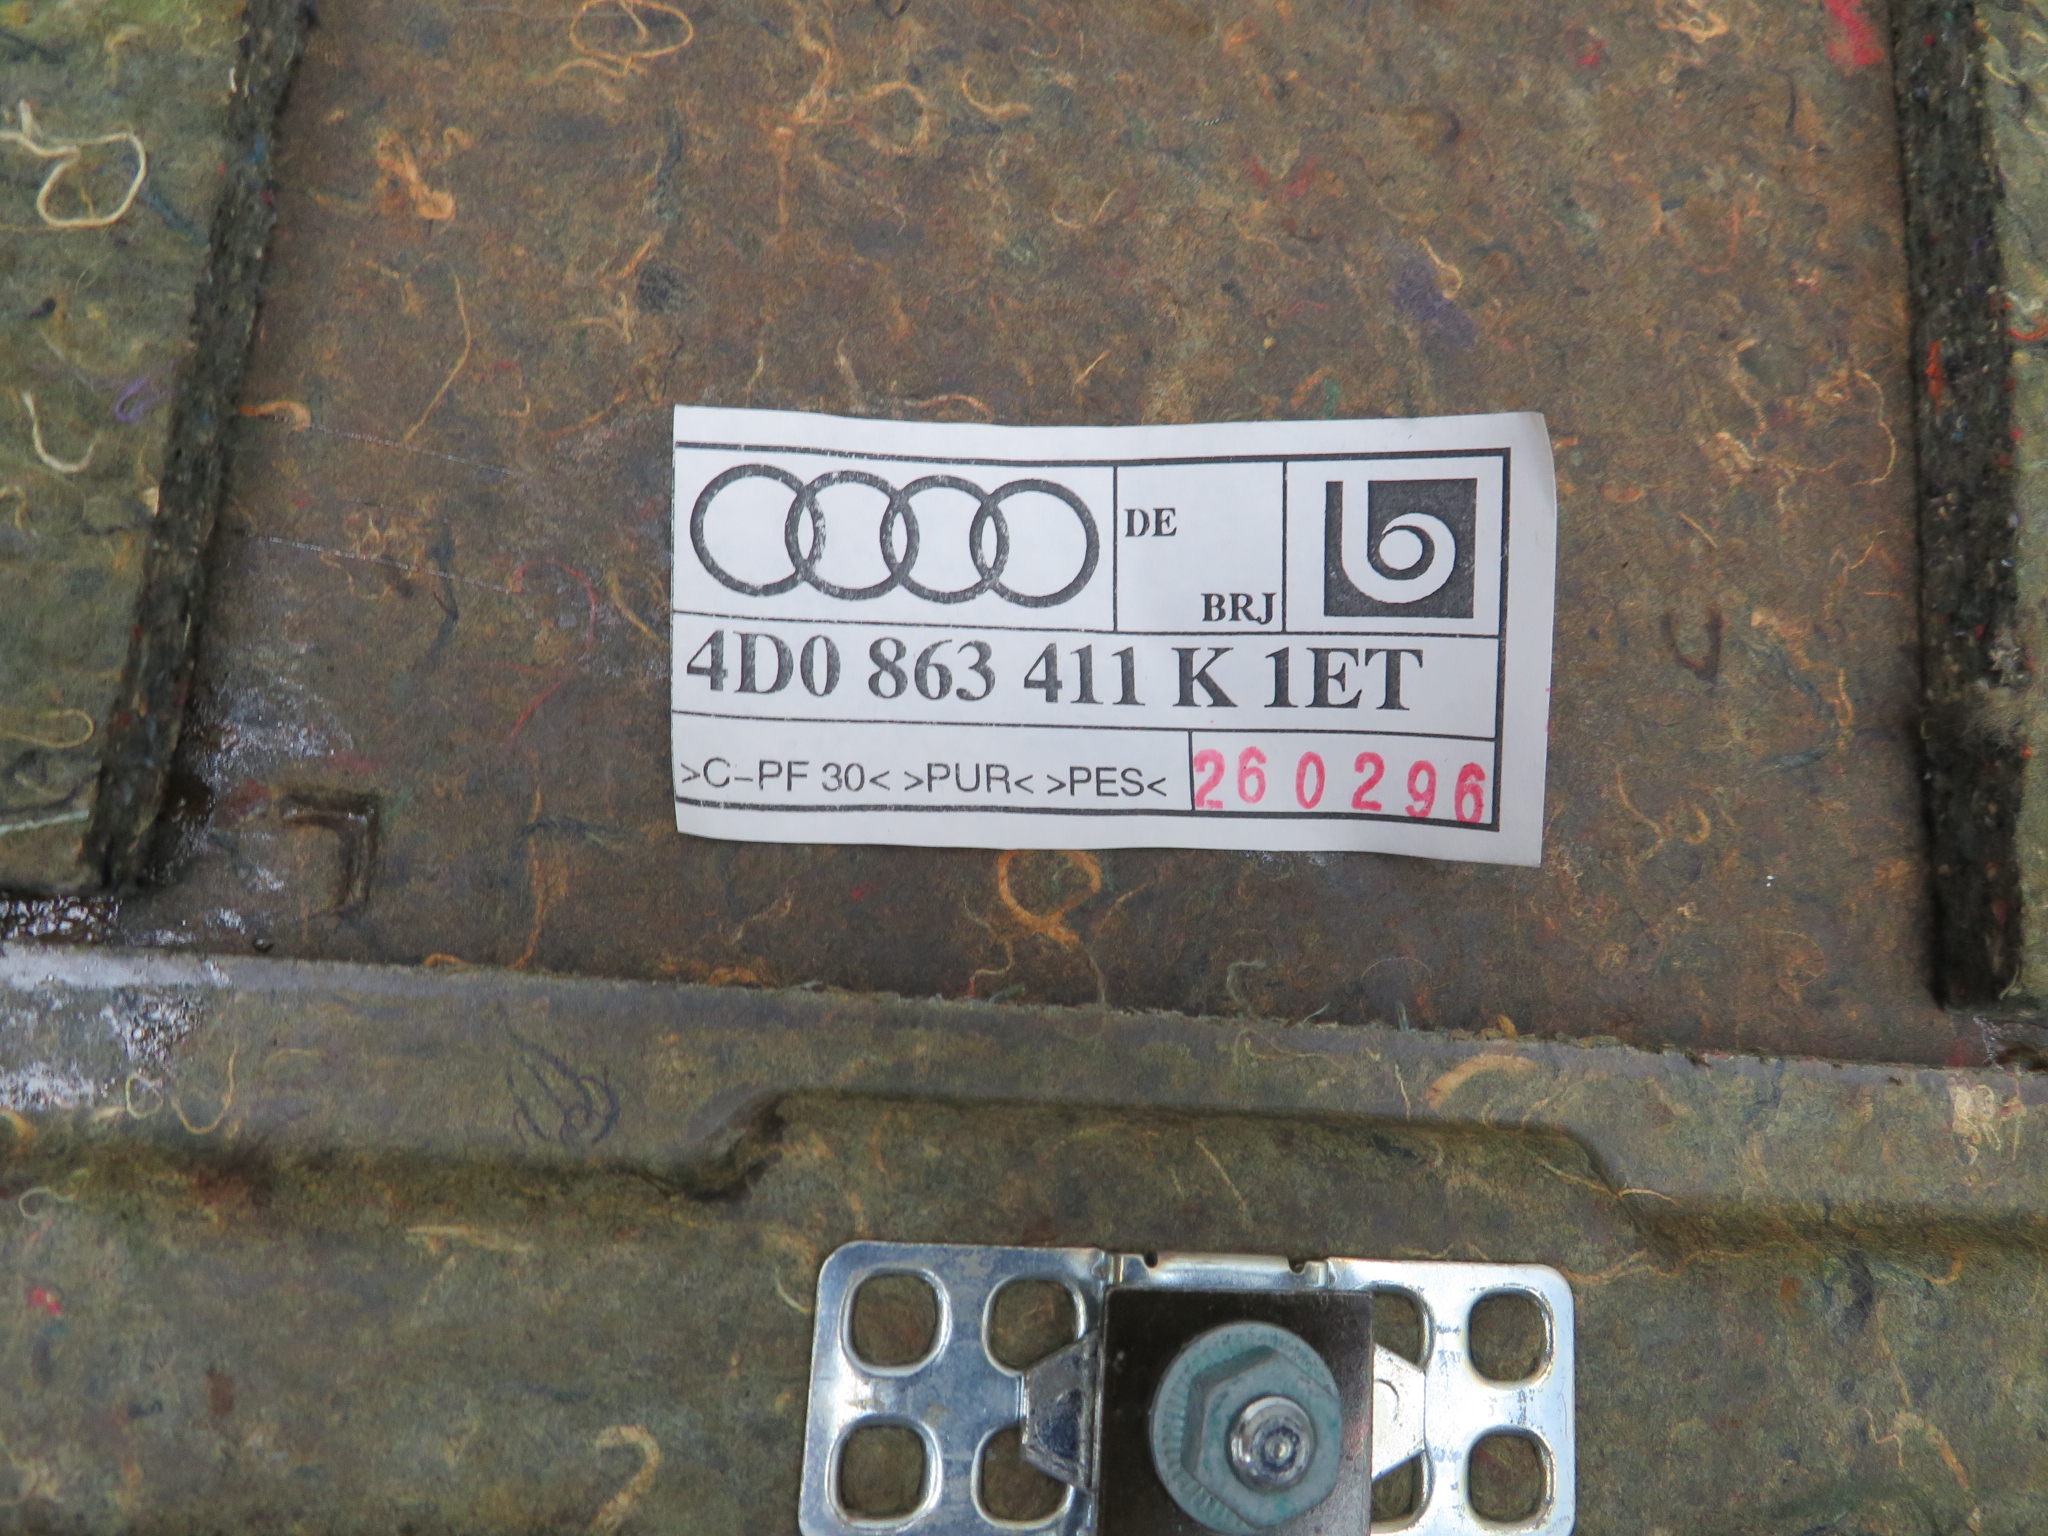 DE
BRJ
4D0 863 411 K 1ET
>C-PF 30< >PUR< >PES<
260296